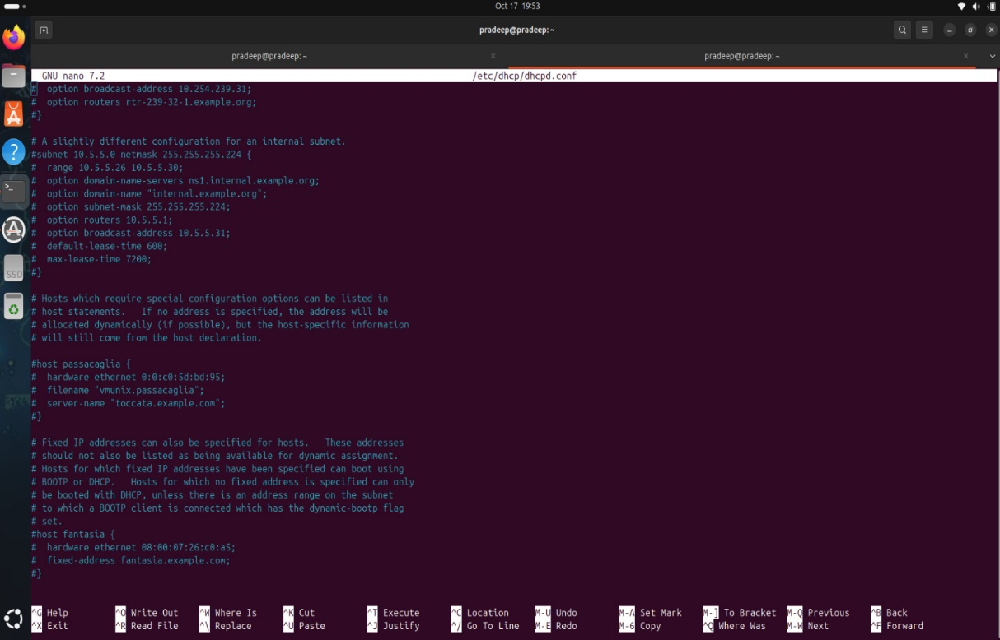 Oct 17 19:53
pradeep@pradeep: ~
pradeep@pradeep: ~
pradeep@pradeep: ~
GNU nano 7.2 /etc/dhcp/dhcpd.conf
#  option broadcast-address 10.254.239.31;
#  option routers rtr-239-32-1.example.org;
#}

# A slightly different configuration for an internal subnet.
#subnet 10.5.5.0 netmask 255.255.255.224 {
#  range 10.5.5.26 10.5.5.30;
#  option domain-name-servers ns1.internal.example.org;
#  option domain-name "internal.example.org";
#  option subnet-mask 255.255.255.224;
#  option routers 10.5.5.1;
#  option broadcast-address 10.5.5.31;
#  default-lease-time 600;
#  max-lease-time 7200;
#}

# Hosts which require special configuration options can be listed in
# host statements.   If no address is specified, the address will be
# allocated dynamically (if possible), but the host-specific information
# will still come from the host declaration.

#host passacaglia {
#  hardware ethernet 0:0:c0:5d:bd:95;
#  filename "vmunix.passacaglia";
#  server-name "toccata.example.com";
#}

# Fixed IP addresses can also be specified for hosts.   These addresses
# should not also be listed as being available for dynamic assignment.
# Hosts for which fixed IP addresses have been specified can boot using
# BOOTP or DHCP.   Hosts for which no fixed address is specified can only
# be booted with DHCP, unless there is an address range on the subnet
# to which a BOOTP client is connected which has the dynamic-bootp flag
# set.
#host fantasia {
#  hardware ethernet 08:00:07:26:c0:a5;
#  fixed-address fantasia.example.com;
#}
SSD
^G Help ^O Write Out ^W Where Is ^K Cut ^T Execute ^C Location M-U Undo M-A Set Mark M-] To Bracket M-Q Previous ^B Back
^X Exit ^R Read File ^\ Replace ^U Paste ^J Justify ^/ Go To Line M-E Redo M-6 Copy ^Q Where Was M-W Next ^F Forward